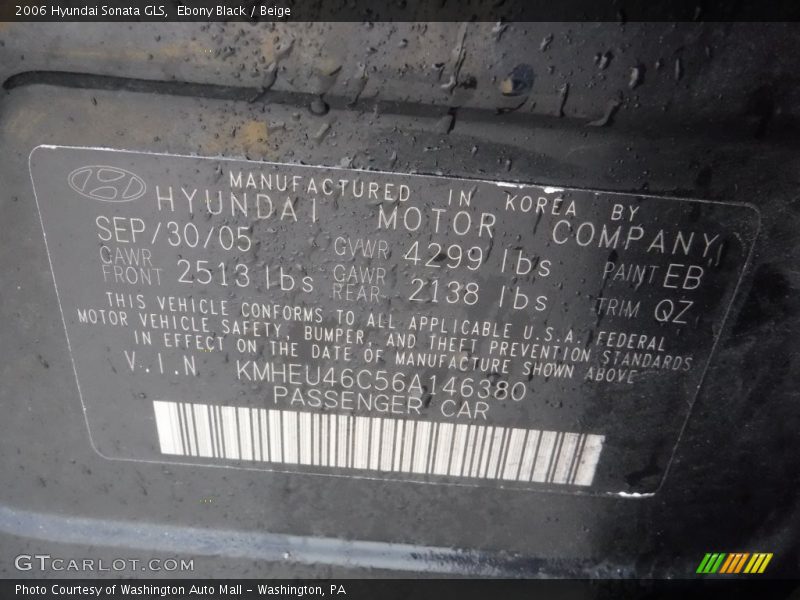 2006 Hyundai Sonata GLS, Ebony Black / Beige
MANUFACTURED IN KOREA BY
HYUNDAI MOTOR COMPANY
SEP/30/05 GVWR 4299 lbs PAINT EB
GAWR FRONT 2513 lbs GAWR REAR 2138 lbs TRIM QZ
THIS VEHICLE CONFORMS TO ALL APPLICABLE U.S.A. FEDERAL
MOTOR VEHICLE SAFETY, BUMPER, AND THEFT PREVENTION STANDARDS
IN EFFECT ON THE DATE OF MANUFACTURE SHOWN ABOVE
V.I.N KMHEU46C56A146380
PASSENGER CAR
GTCARLOT.COM
Photo Courtesy of Washington Auto Mall - Washington, PA